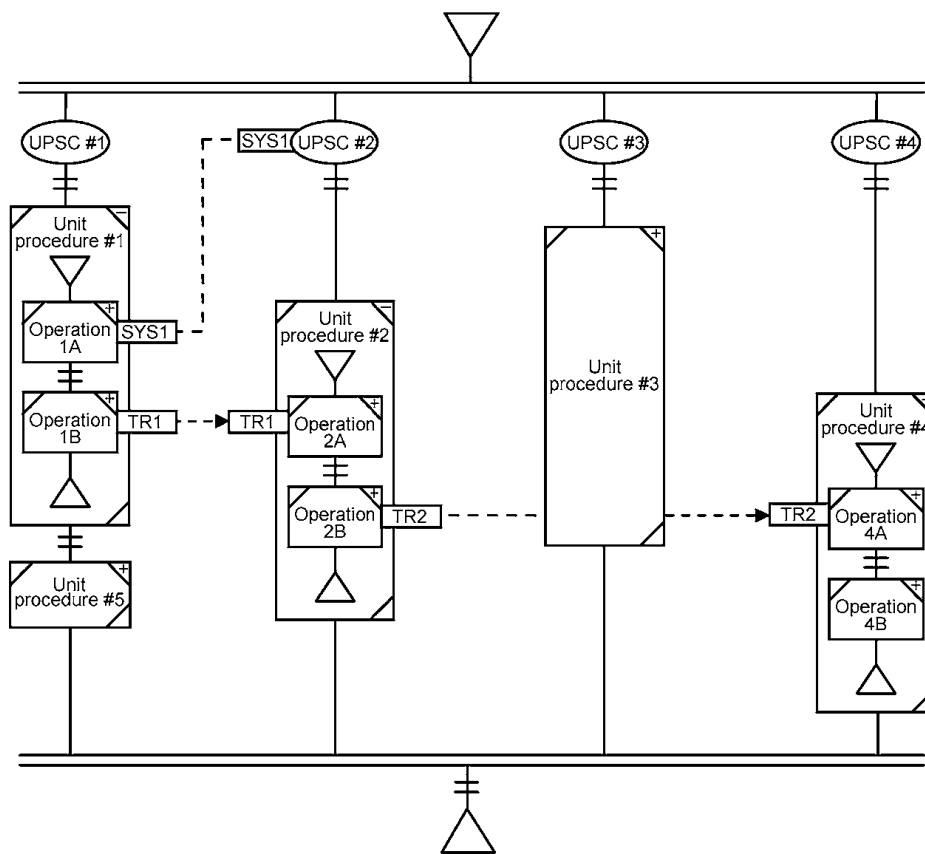 UPSC #1
SYS1
UPSC #2
UPSC #3
UPSC #4
Unit
procedure #1
Operation
1A
SYS1
Operation
1B
TR1
Unit
procedure #5
Unit
procedure #2
TR1
Operation
2A
Operation
2B
TR2
Unit
procedure #3
Unit
procedure #4
TR2
Operation
4A
Operation
4B